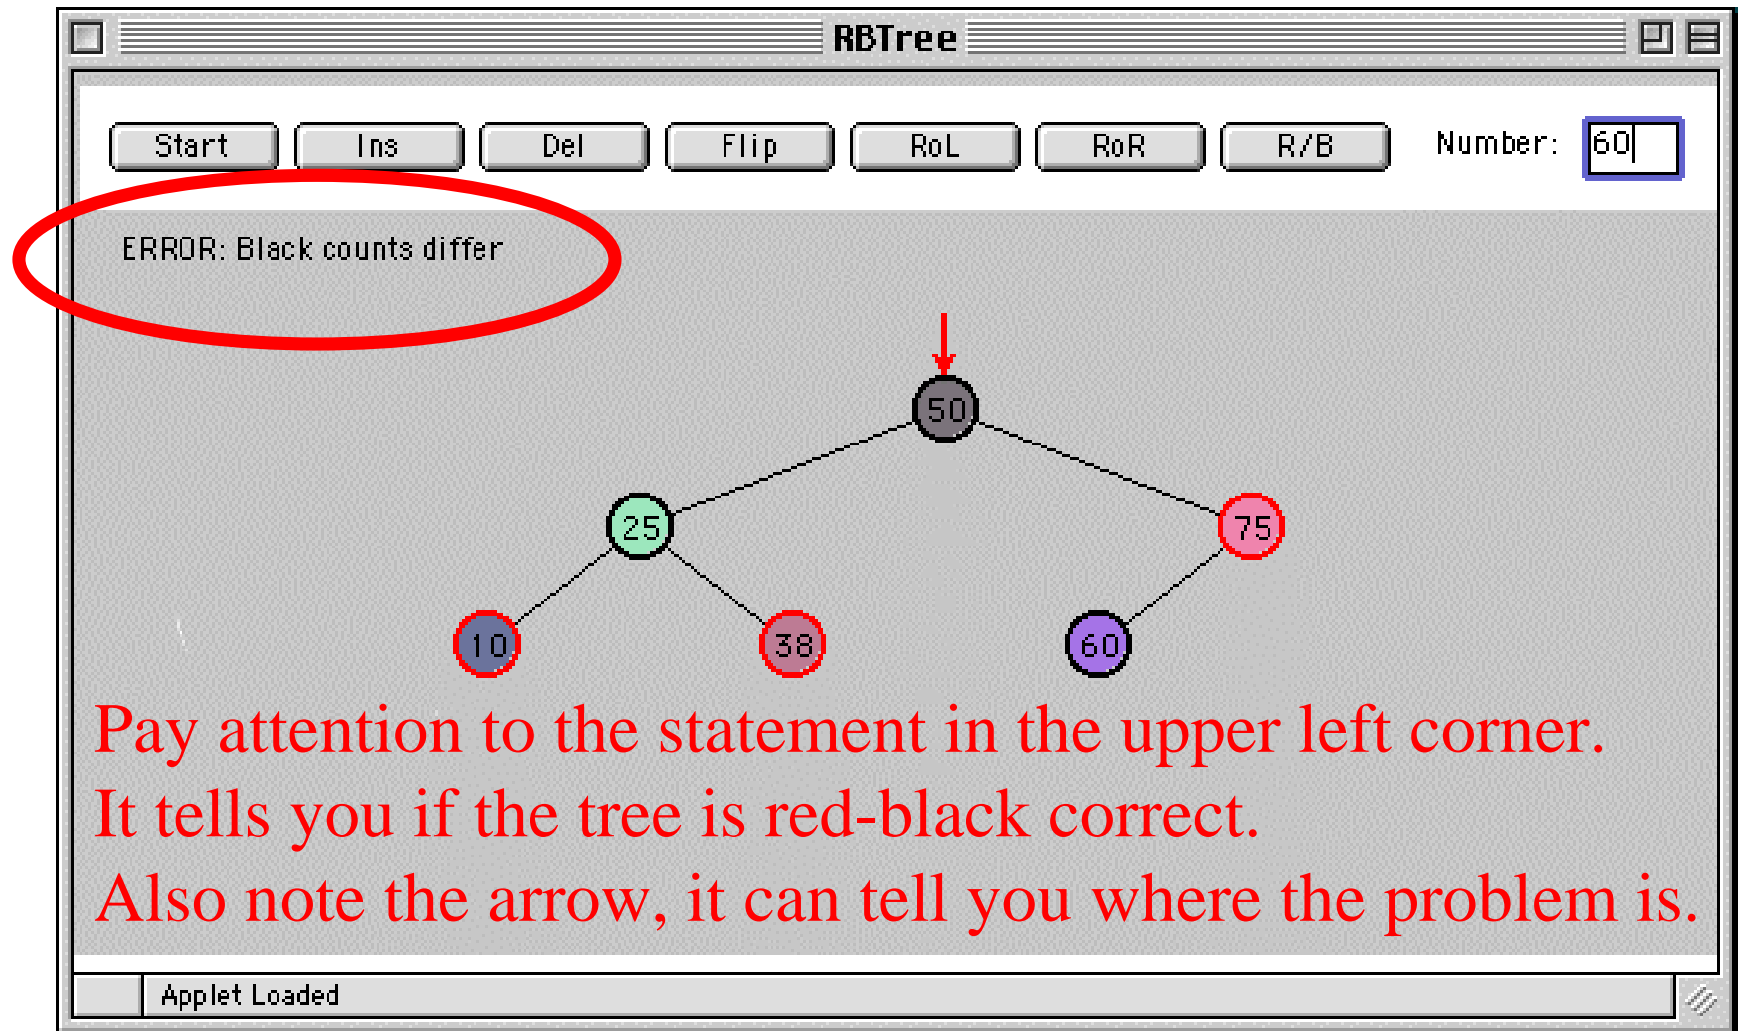 RBTree
Start Ins Del Flip RoL RoR R/B Number: 60
ERROR: Black counts differ
50
25 75
10 38 60
Pay attention to the statement in the upper left corner.
It tells you if the tree is red-black correct.
Also note the arrow, it can tell you where the problem is.
Applet Loaded